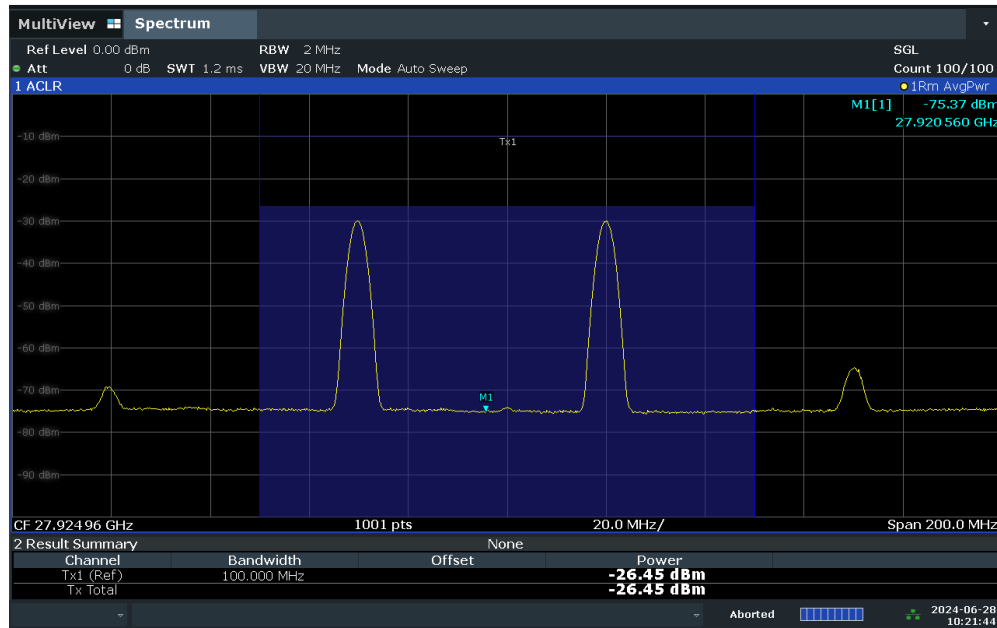 MultiView Spectrum
Ref Level 0.00 dBm RBW 2 MHz SGL
Att 0 dB SWT 1.2 ms VBW 20 MHz Mode Auto Sweep Count 100/100
1 ACLR 1Rm AvgPwr
M1[1] -75.37 dBm
27.920 560 GHz
-10 dBm
Tx1
-20 dBm
-30 dBm
-40 dBm
-50 dBm
-60 dBm
-70 dBm
M1
-80 dBm
-90 dBm
CF 27.92496 GHz 1001 pts 20.0 MHz/ Span 200.0 MHz
2 Result Summary None
Channel Bandwidth Offset Power
Tx1 (Ref) 100.000 MHz -26.45 dBm
Tx Total -26.45 dBm
Aborted 2024-06-28
10:21:44